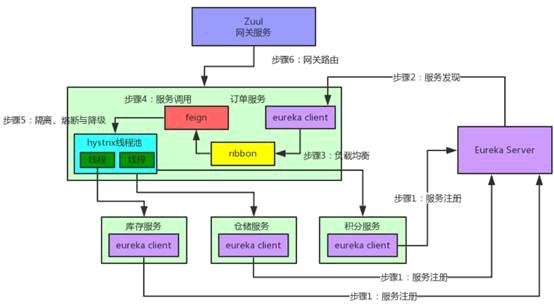 Zuul
网关服务
步骤6：网关路由
步骤4：服务调用
订单服务
步骤2：服务发现
步骤5：隔离、熔断与降级
feign
eureka client
hystrix线程池
线程
线程
ribbon
步骤3：负载均衡
Eureka Server
步骤1：服务注册
库存服务
仓储服务
积分服务
eureka client
eureka client
eureka client
步骤1：服务注册
步骤1：服务注册